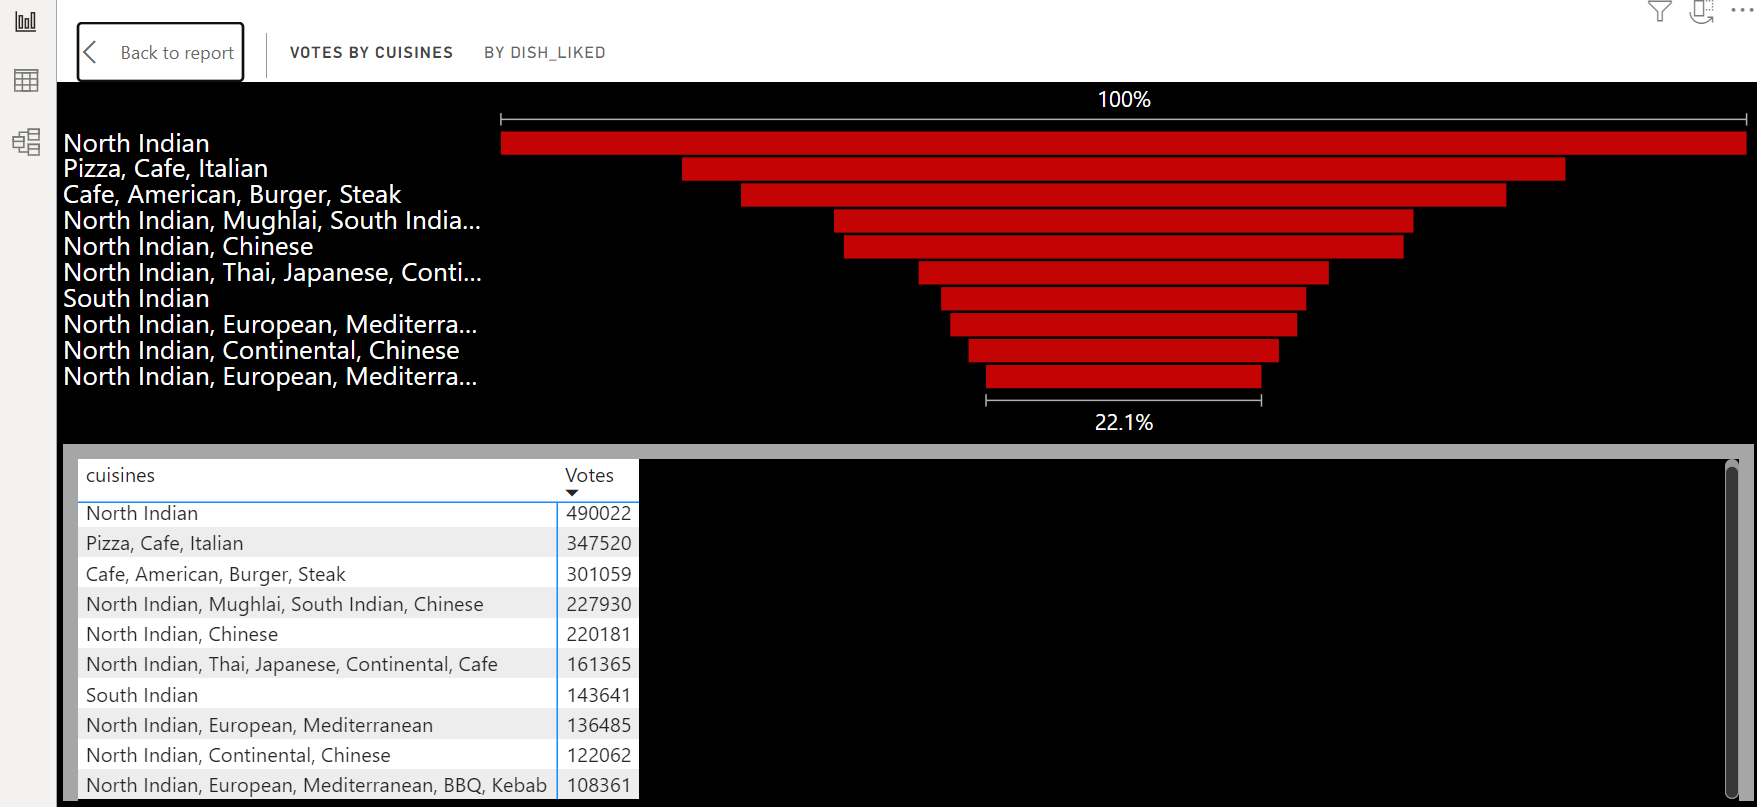 Back to report
VOTES BY CUISINES
BY DISH_LIKED
100%
North Indian
Pizza, Cafe, Italian
Cafe, American, Burger, Steak
North Indian, Mughlai, South India...
North Indian, Chinese
North Indian, Thai, Japanese, Conti...
South Indian
North Indian, European, Mediterra...
North Indian, Continental, Chinese
North Indian, European, Mediterra...
22.1%
cuisines Votes
North Indian 490022
Pizza, Cafe, Italian 347520
Cafe, American, Burger, Steak 301059
North Indian, Mughlai, South Indian, Chinese 227930
North Indian, Chinese 220181
North Indian, Thai, Japanese, Continental, Cafe 161365
South Indian 143641
North Indian, European, Mediterranean 136485
North Indian, Continental, Chinese 122062
North Indian, European, Mediterranean, BBQ, Kebab 108361